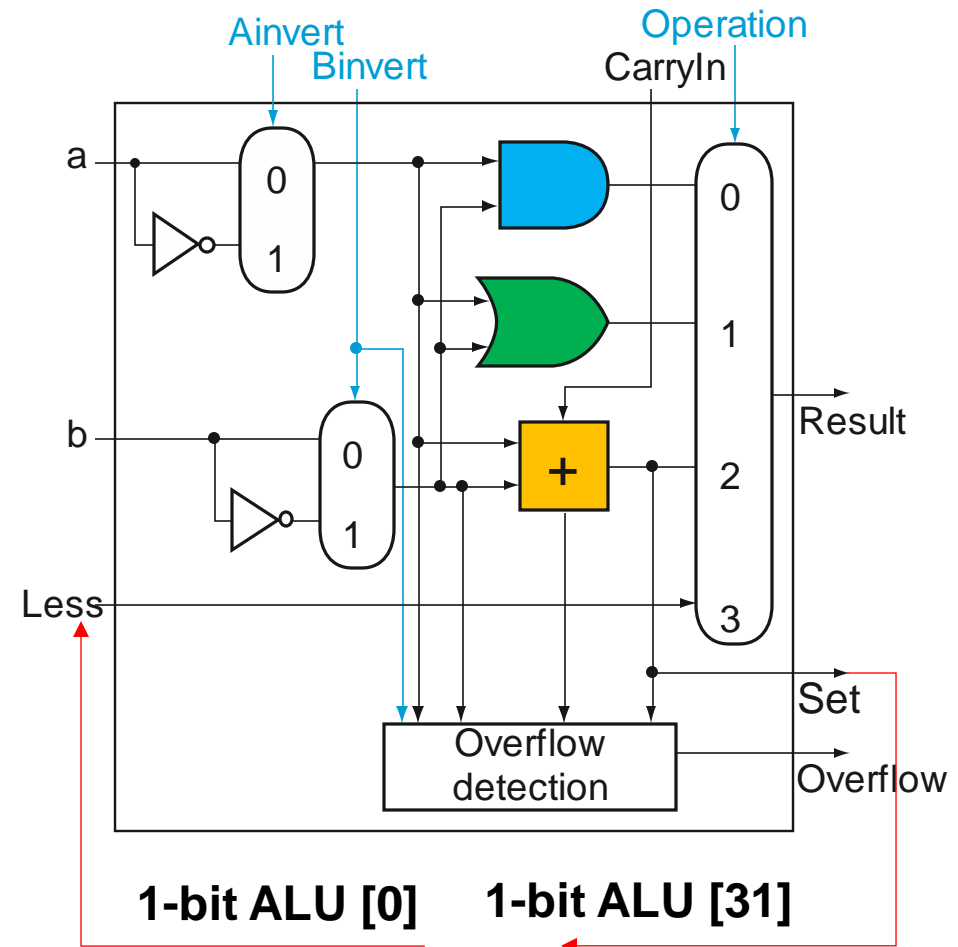 Ainvert
Binvert
Operation
CarryIn
a
0
1
0
1
Result
b
0
1
+
2
Less
3
Set
Overflow
detection
Overflow
1-bit ALU [0]
1-bit ALU [31]